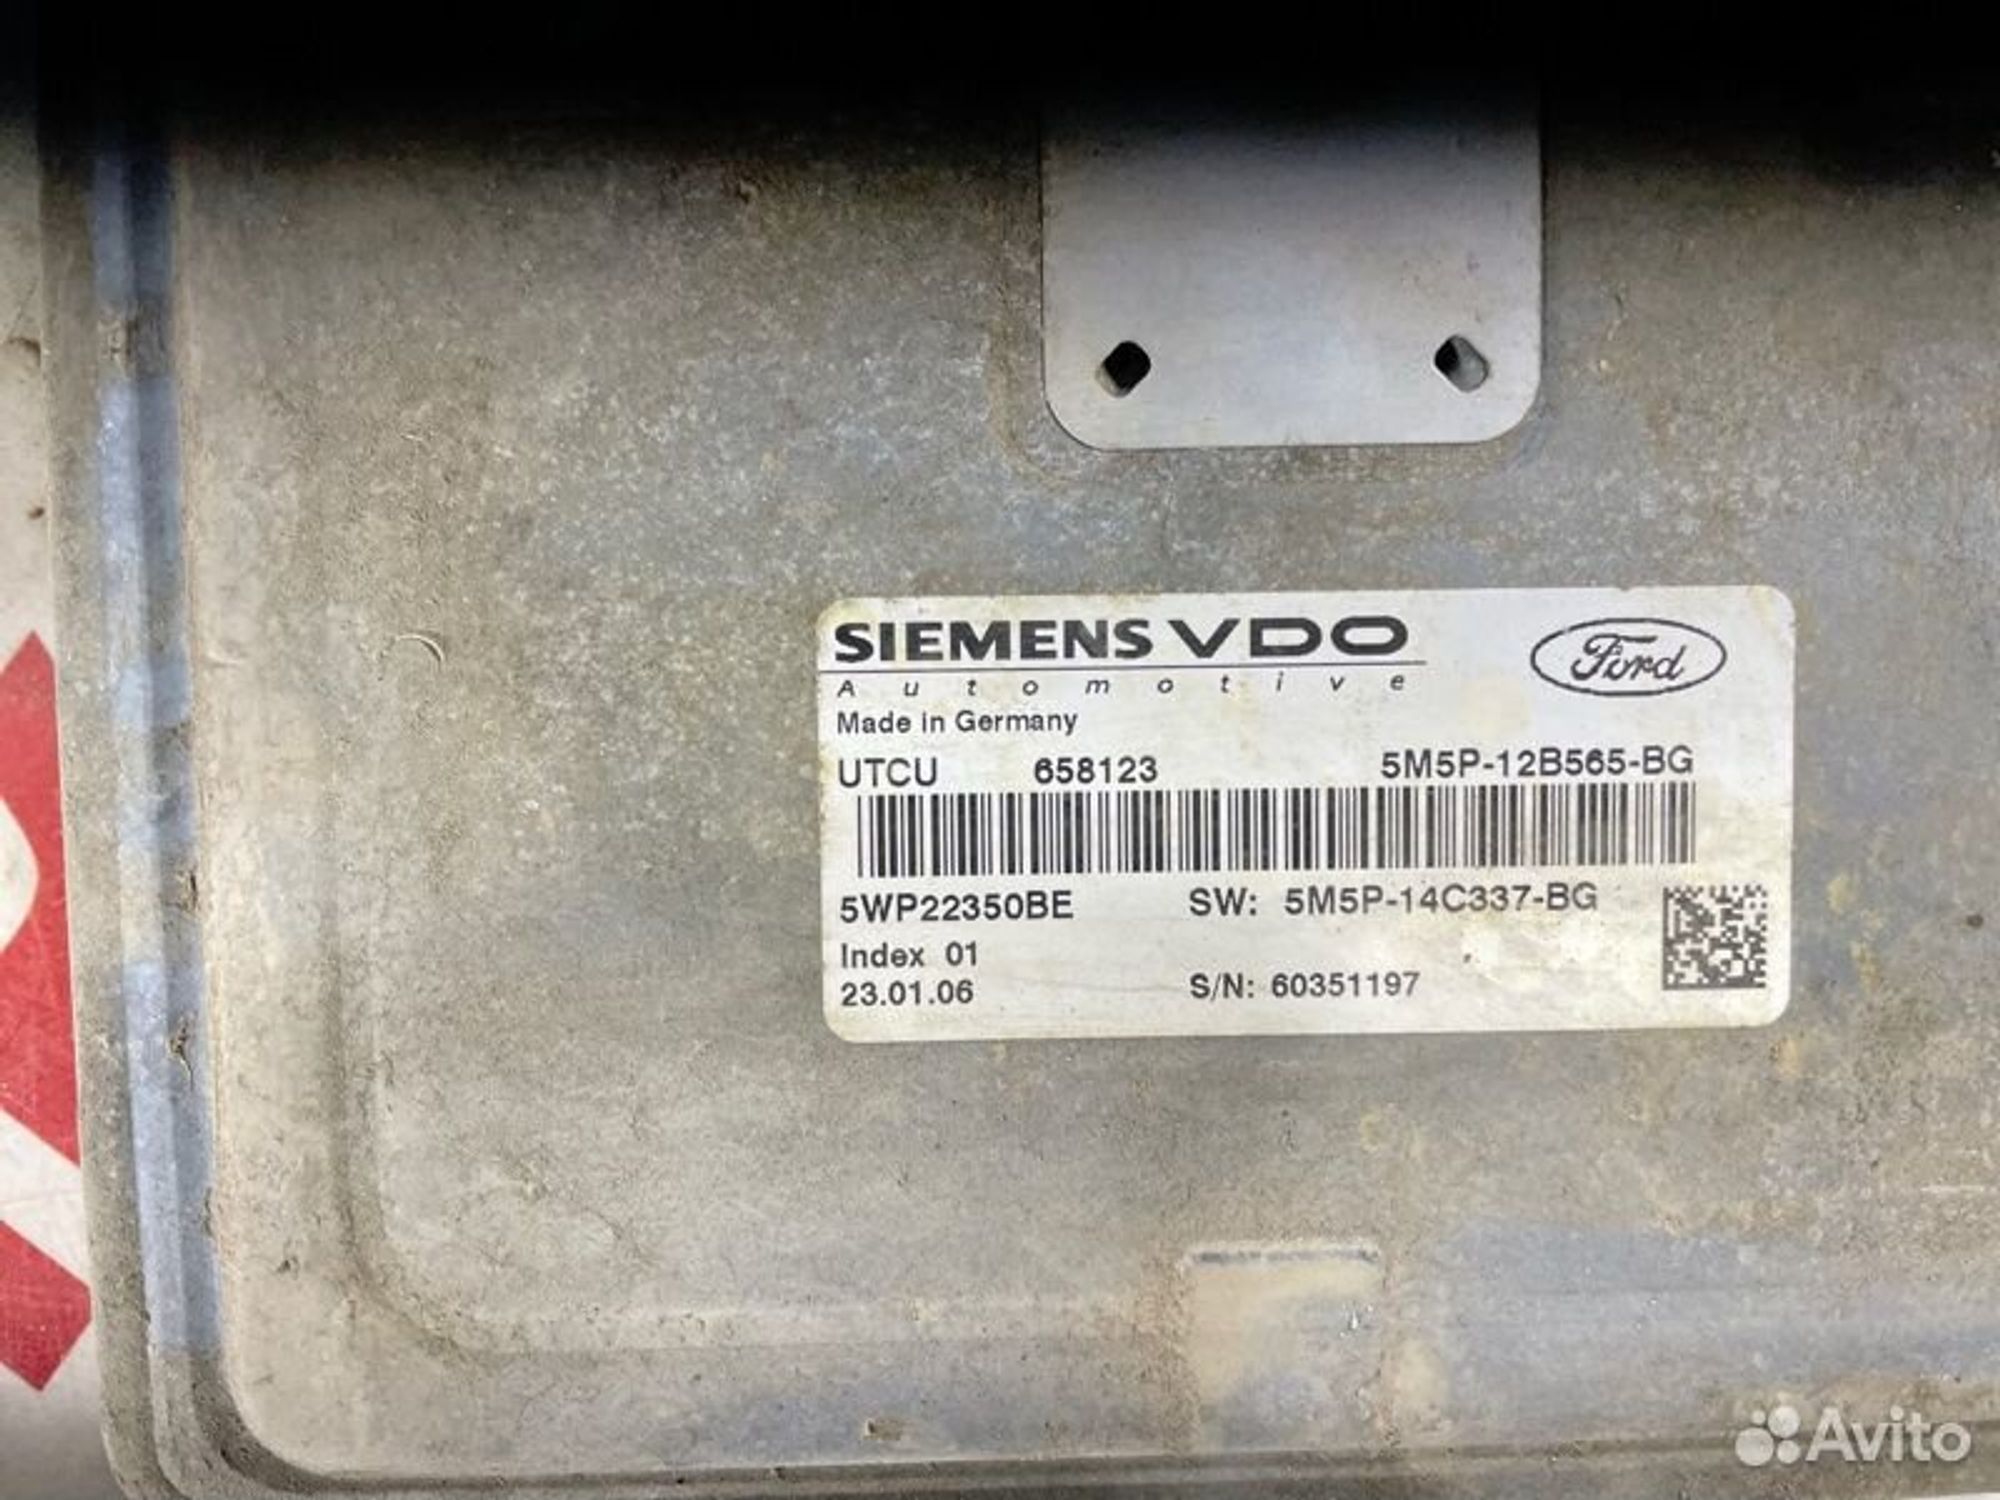 SIEMENS VDO
Automotive
Ford
Made in Germany
UTCU 658123 5M5P-12B565-BG
5WP22350BE SW: 5M5P-14C337-BG
Index 01
23.01.06 S/N: 60351197
Avito